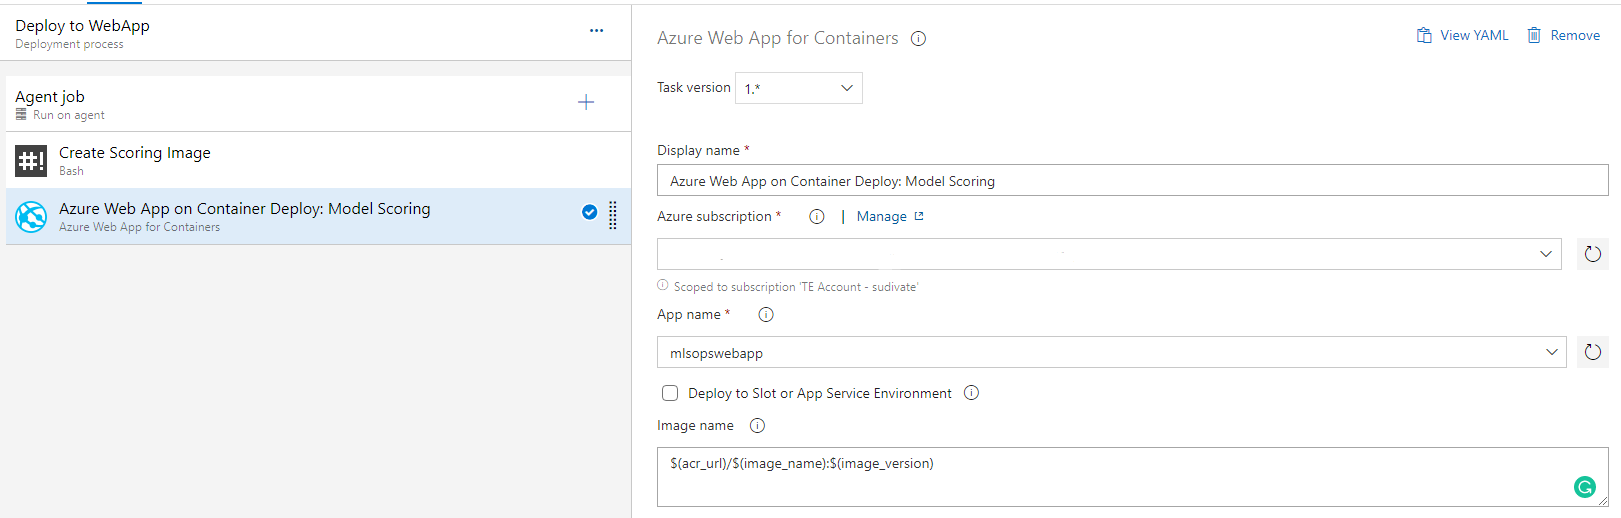 Deploy to WebApp
Deployment process
...
Agent job
Run on agent
#! Create Scoring Image
Bash
Azure Web App on Container Deploy: Model Scoring
Azure Web App for Containers
Azure Web App for Containers
View YAML
Remove
Task version 1.*
Display name *
Azure Web App on Container Deploy: Model Scoring
Azure subscription * | Manage
Scoped to subscription 'TE Account - sudivate'
App name *
mlsopswebapp
Deploy to Slot or App Service Environment
Image name
$(acr_url)/$(image_name):$(image_version)